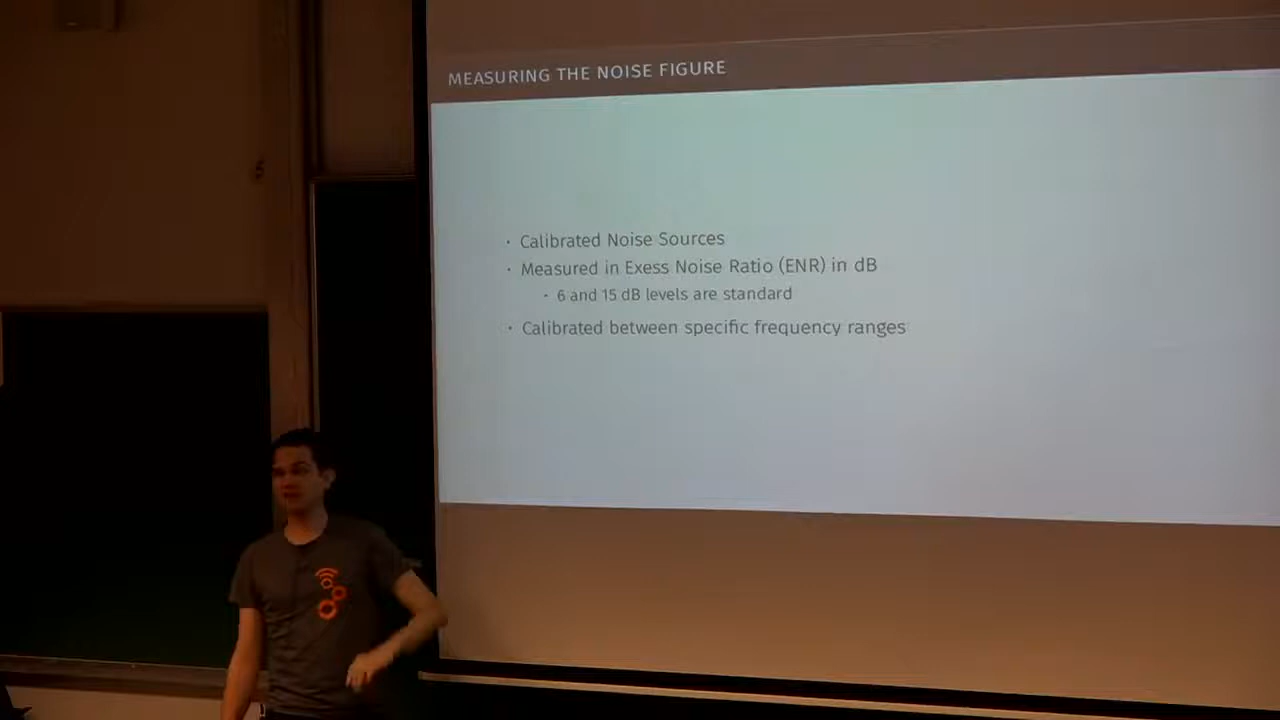 MEASURING THE NOISE FIGURE
· Calibrated Noise Sources
· Measured in Exess Noise Ratio (ENR) in dB
· 6 and 15 dB levels are standard
· Calibrated between specific frequency ranges